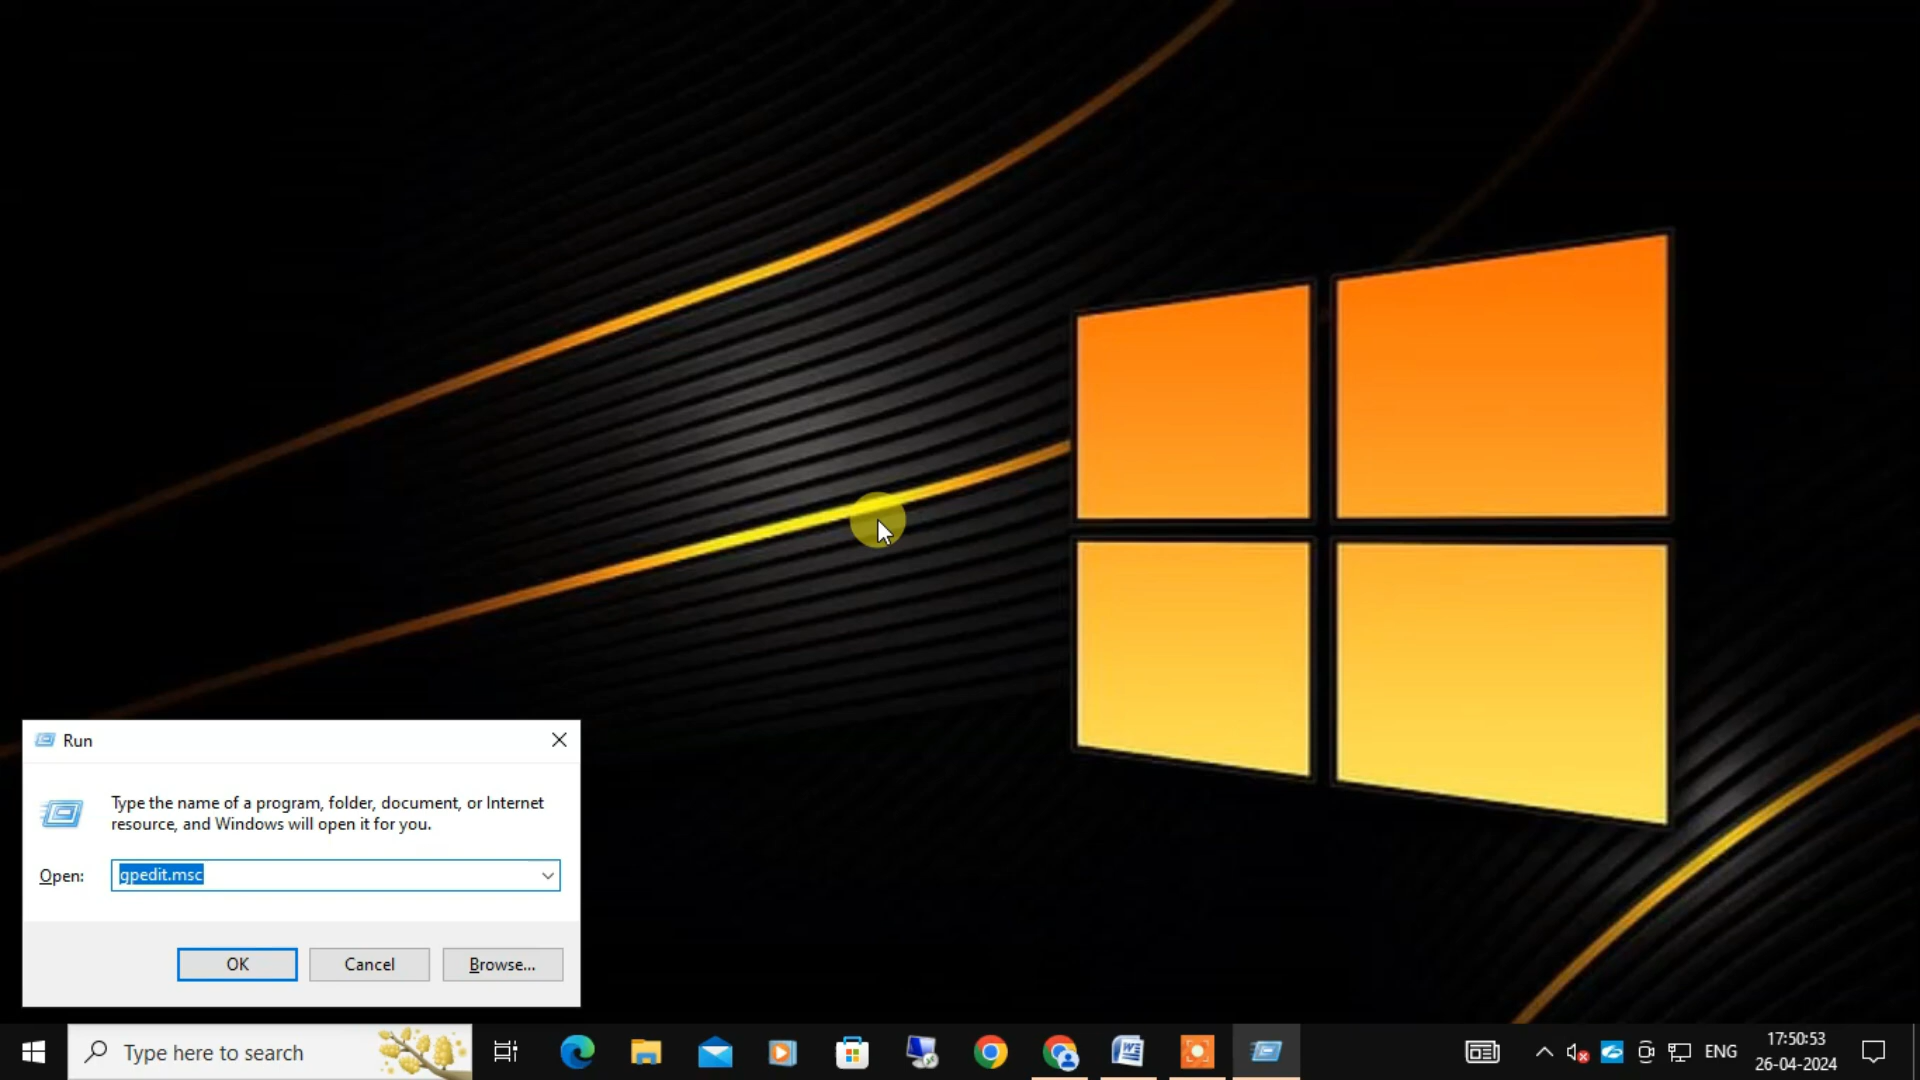 Run
Type the name of a program, folder, document, or Internet
resource, and Windows will open it for you.
Open:
gpedit.msc
OK
Cancel
Browse...
Type here to search
ENG
17:50:53
26-04-2024